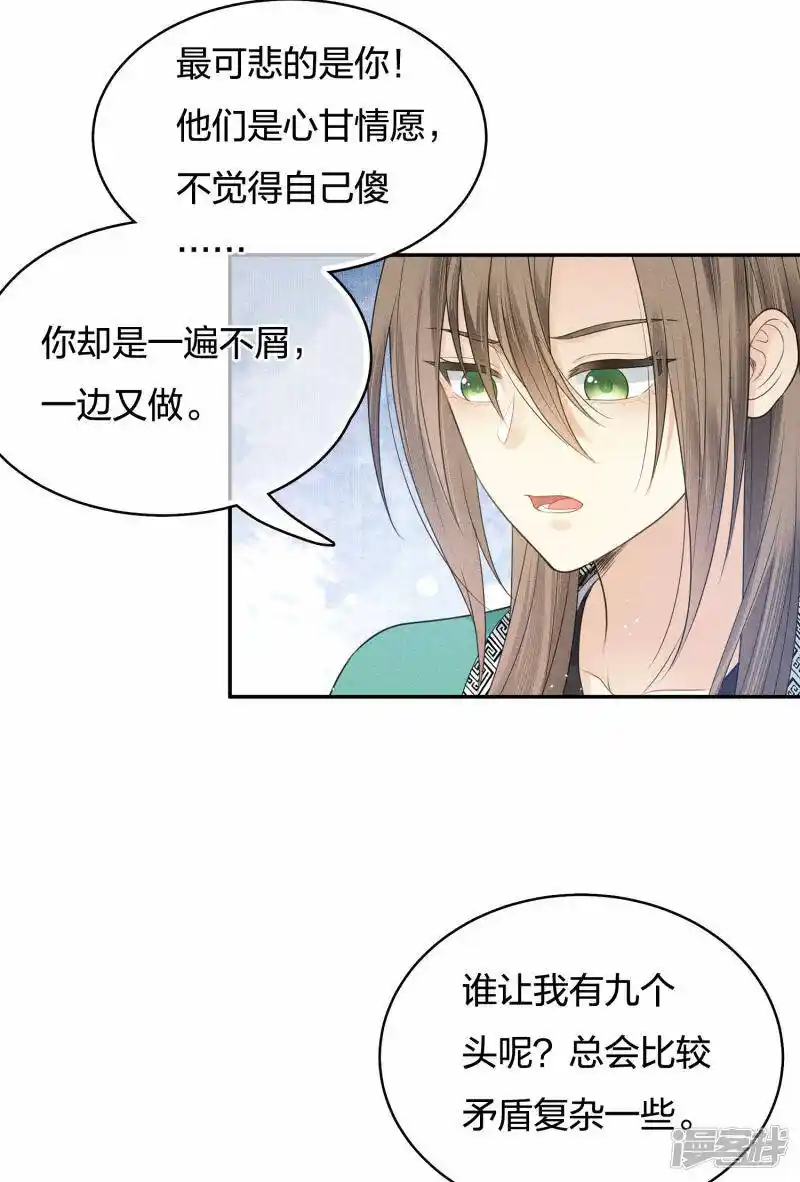 最可悲的是你！
他们是心甘情愿，
不觉得自己傻
……
你却是一遍不屑，
一边又做。
谁让我有九个
头呢？总会比较
矛盾复杂一些。
漫客栈